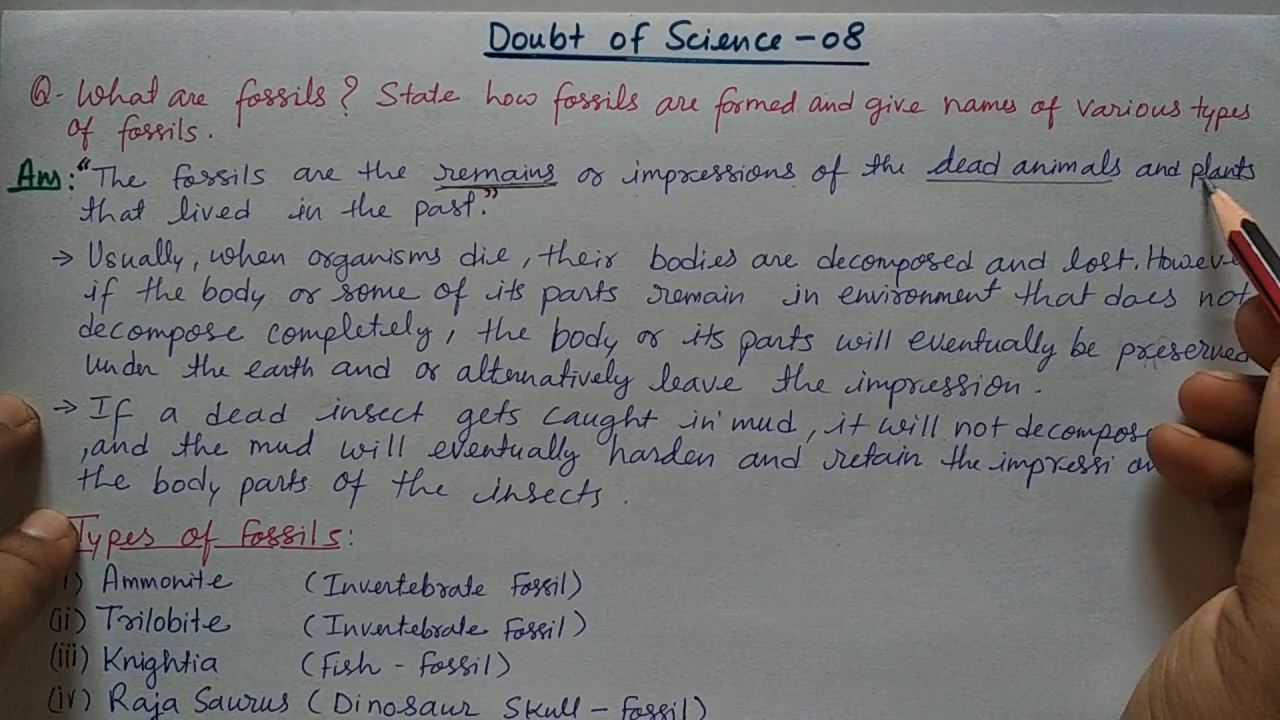 Doubt of Science - 08
Q- What are fossils? State how fossils are formed and give names of various types
of fossils.
Ans: "The fossils are the remains or impressions of the dead animals and plants
that lived in the past."
→ Usually, when organisms die, their bodies are decomposed and lost. Howeve
if the body or some of its parts remain in environment that does not
decompose completely, the body or its parts will eventually be preserved
under the earth and or alternatively leave the impression.
→ If a dead insect gets caught in mud, it will not decompose
, and the mud will eventually harden and retain the impressi on
the body parts of the insects.
Types of Fossils:
i) Ammonite (Invertebrate Fossil)
(ii) Trilobite (Invertebrate Fossil)
(iii) Knightia (Fish - Fossil)
(iv) Raja Saurus (Dinosaur Skull - Fossil)